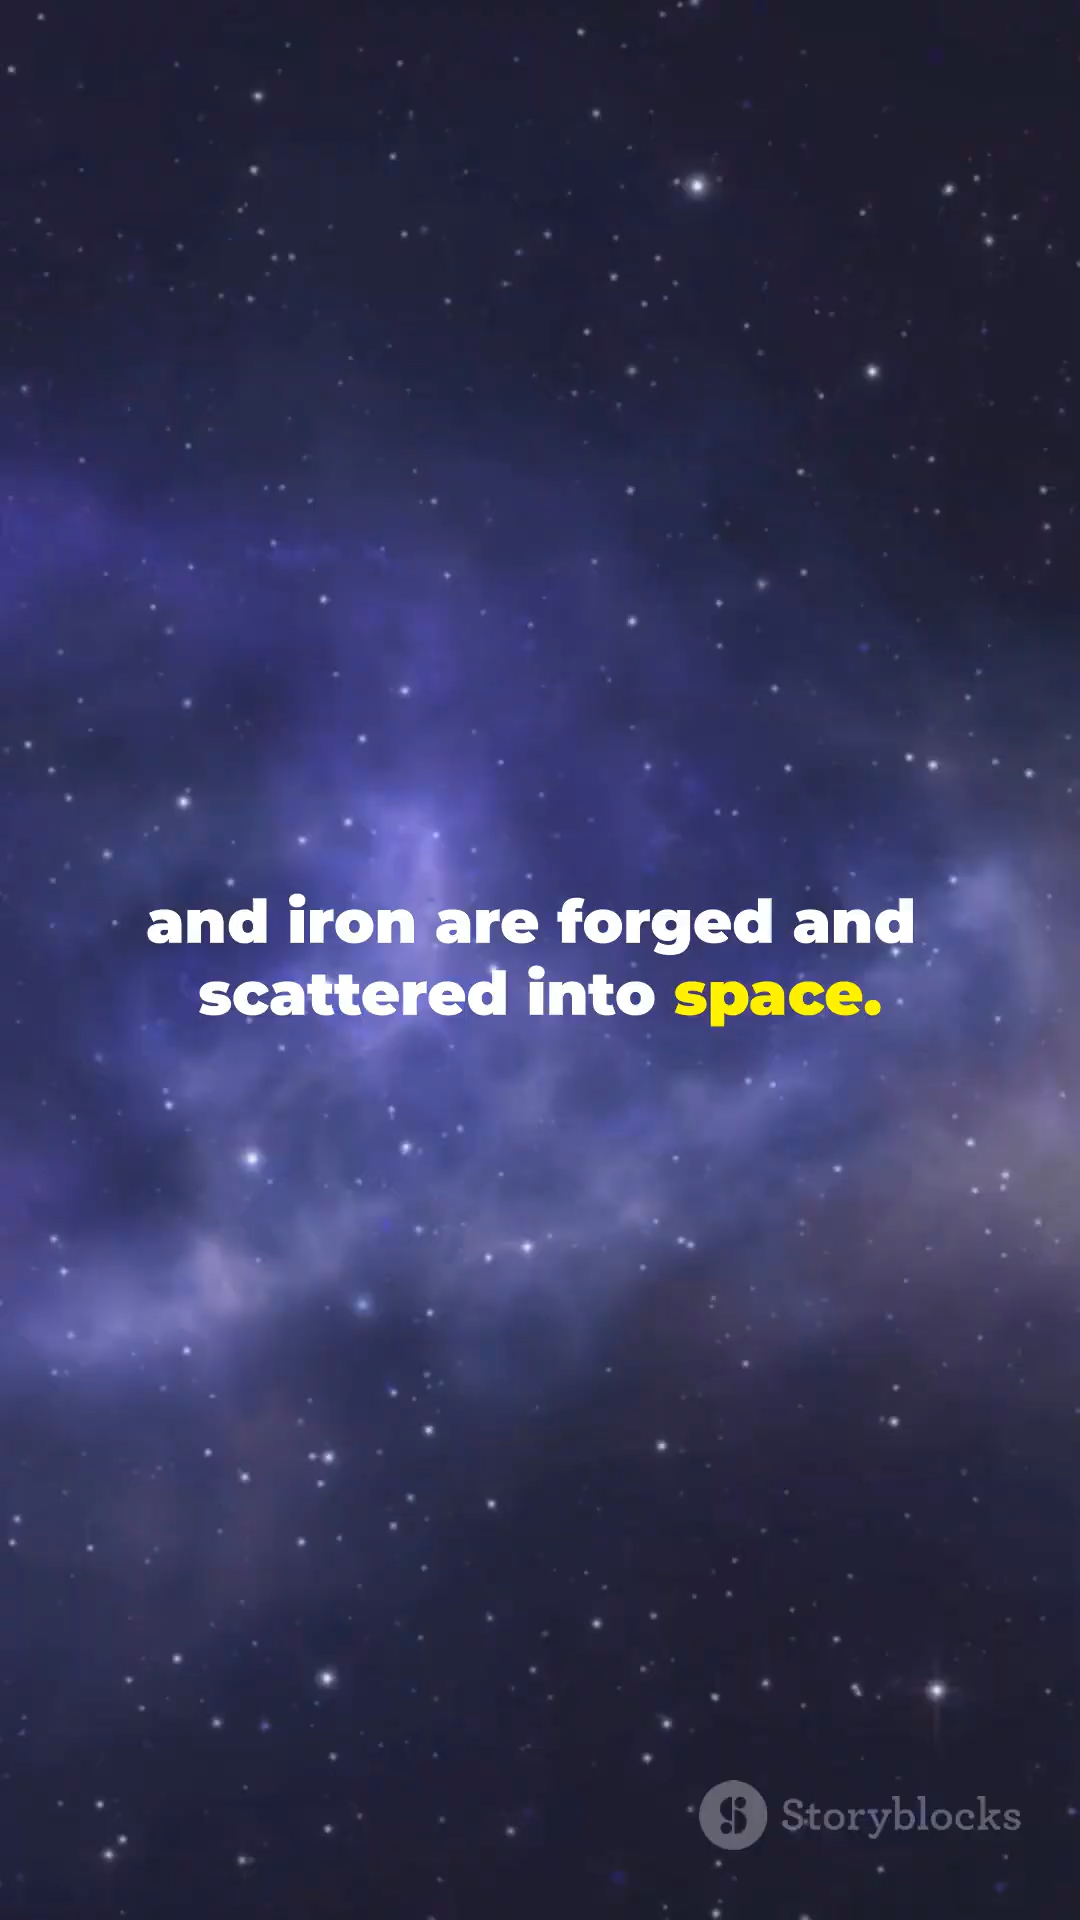 and iron are forged and
scattered into space.
Storyblocks